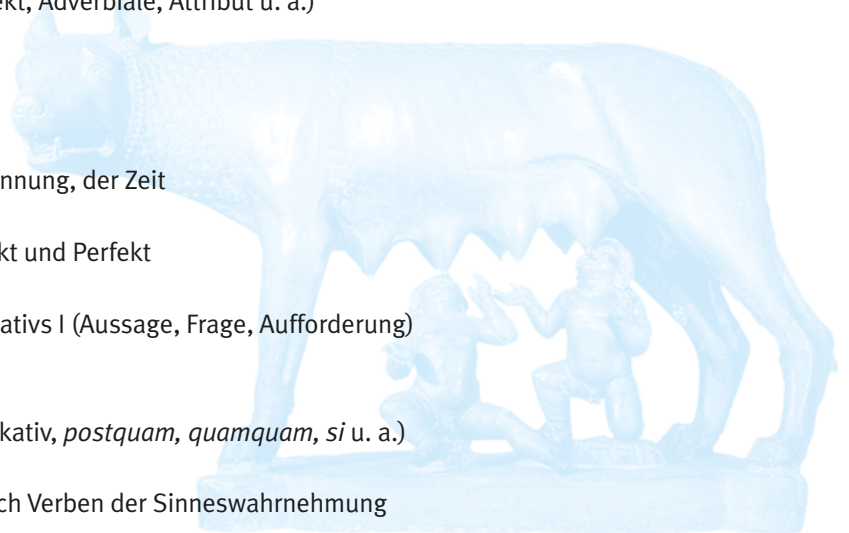 ekt, Adverbiale, Attribut u. a.)
nnung, der Zeit
kt und Perfekt
ativs I (Aussage, Frage, Aufforderung)
kativ, postquam, quamquam, si u. a.)
ch Verben der Sinneswahrnehmung